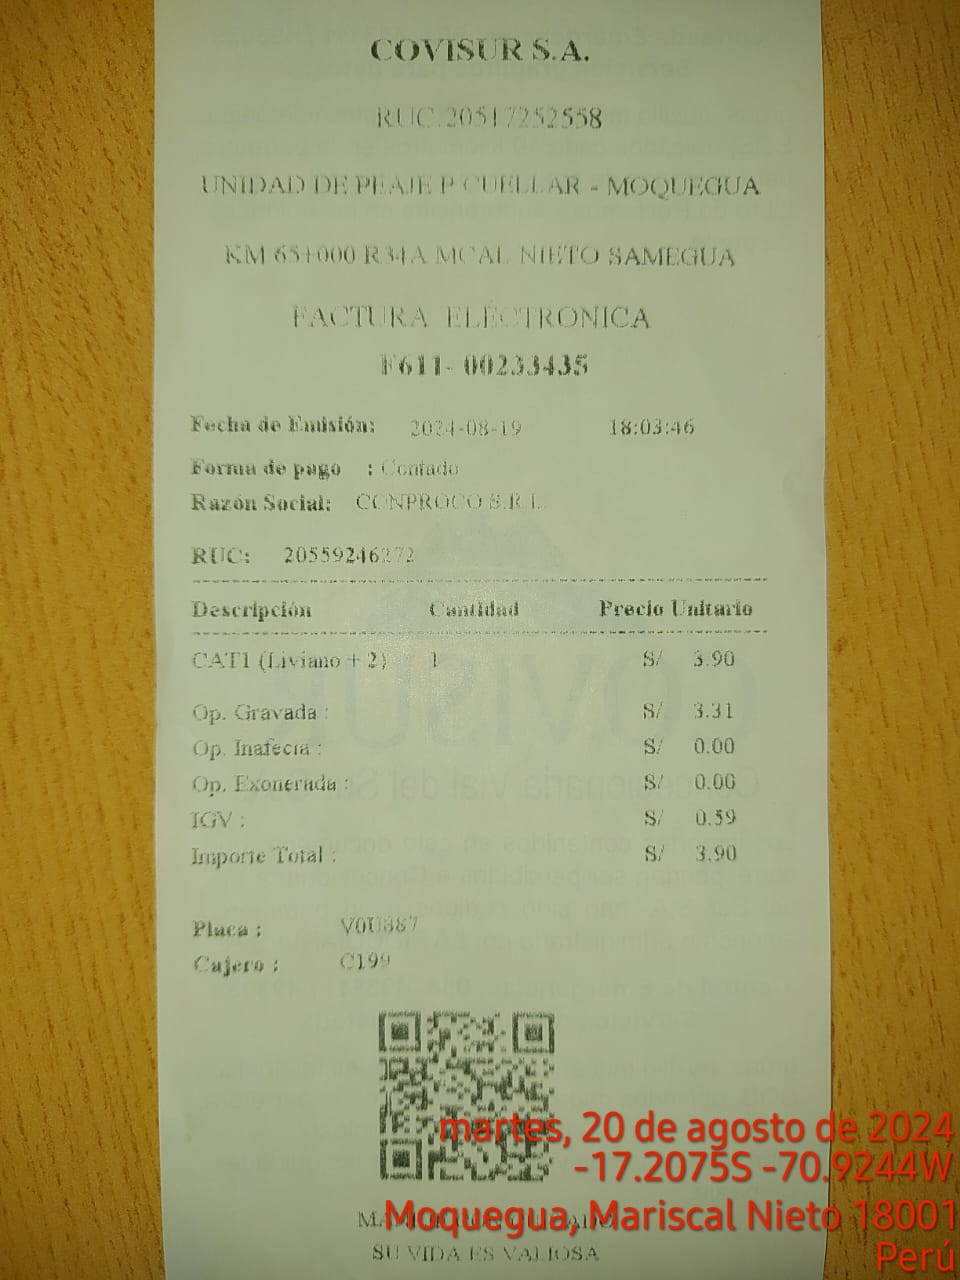 COVISUR S.A.
RUC:20517252558
UNIDAD DE PEAJE P CUELLAR - MOQUEGUA
KM 65+000 R34A MCAL NIETO SAMEGUA
FACTURA ELECTRONICA
F611- 00233435
Fecha de Emisión: 2024-08-19 18:03:46
Forma de pago : Contado
Razón Social: CONPROCO S.R.L.
RUC: 20559246272
Descripción Cantidad Precio Unitario
CAT1 (Liviano + 2) 1 S/ 3.90
Op. Gravada : S/ 3.31
Op. Inafecta : S/ 0.00
Op. Exonerada : S/ 0.00
IGV : S/ 0.59
Importe Total : S/ 3.90
Placa : V0U887
Cajero : C199
martes, 20 de agosto de 2024
-17.2075S -70.9244W
Moquegua, Mariscal Nieto 18001
Perú
SU VIDA ES VALIOSA